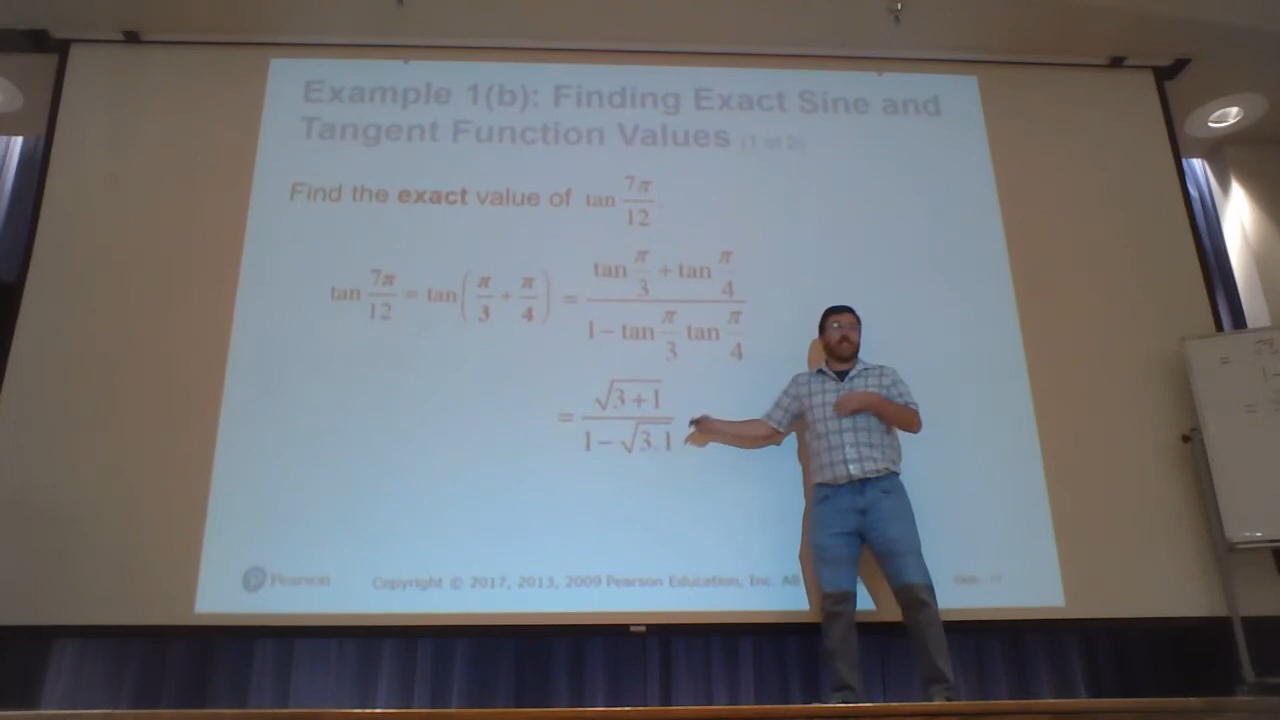 Example 1(b): Finding Exact Sine and
Tangent Function Values (1 of 2)
Find the exact value of tan 7π/12.
tan 7π/12 = tan(π/3 + π/4) = (tan π/3 + tan π/4)/(1 − tan π/3 tan π/4)
= √(3+1)/(1 − √(3.1))
Pearson
Copyright © 2017, 2013, 2009 Pearson Education, Inc. All